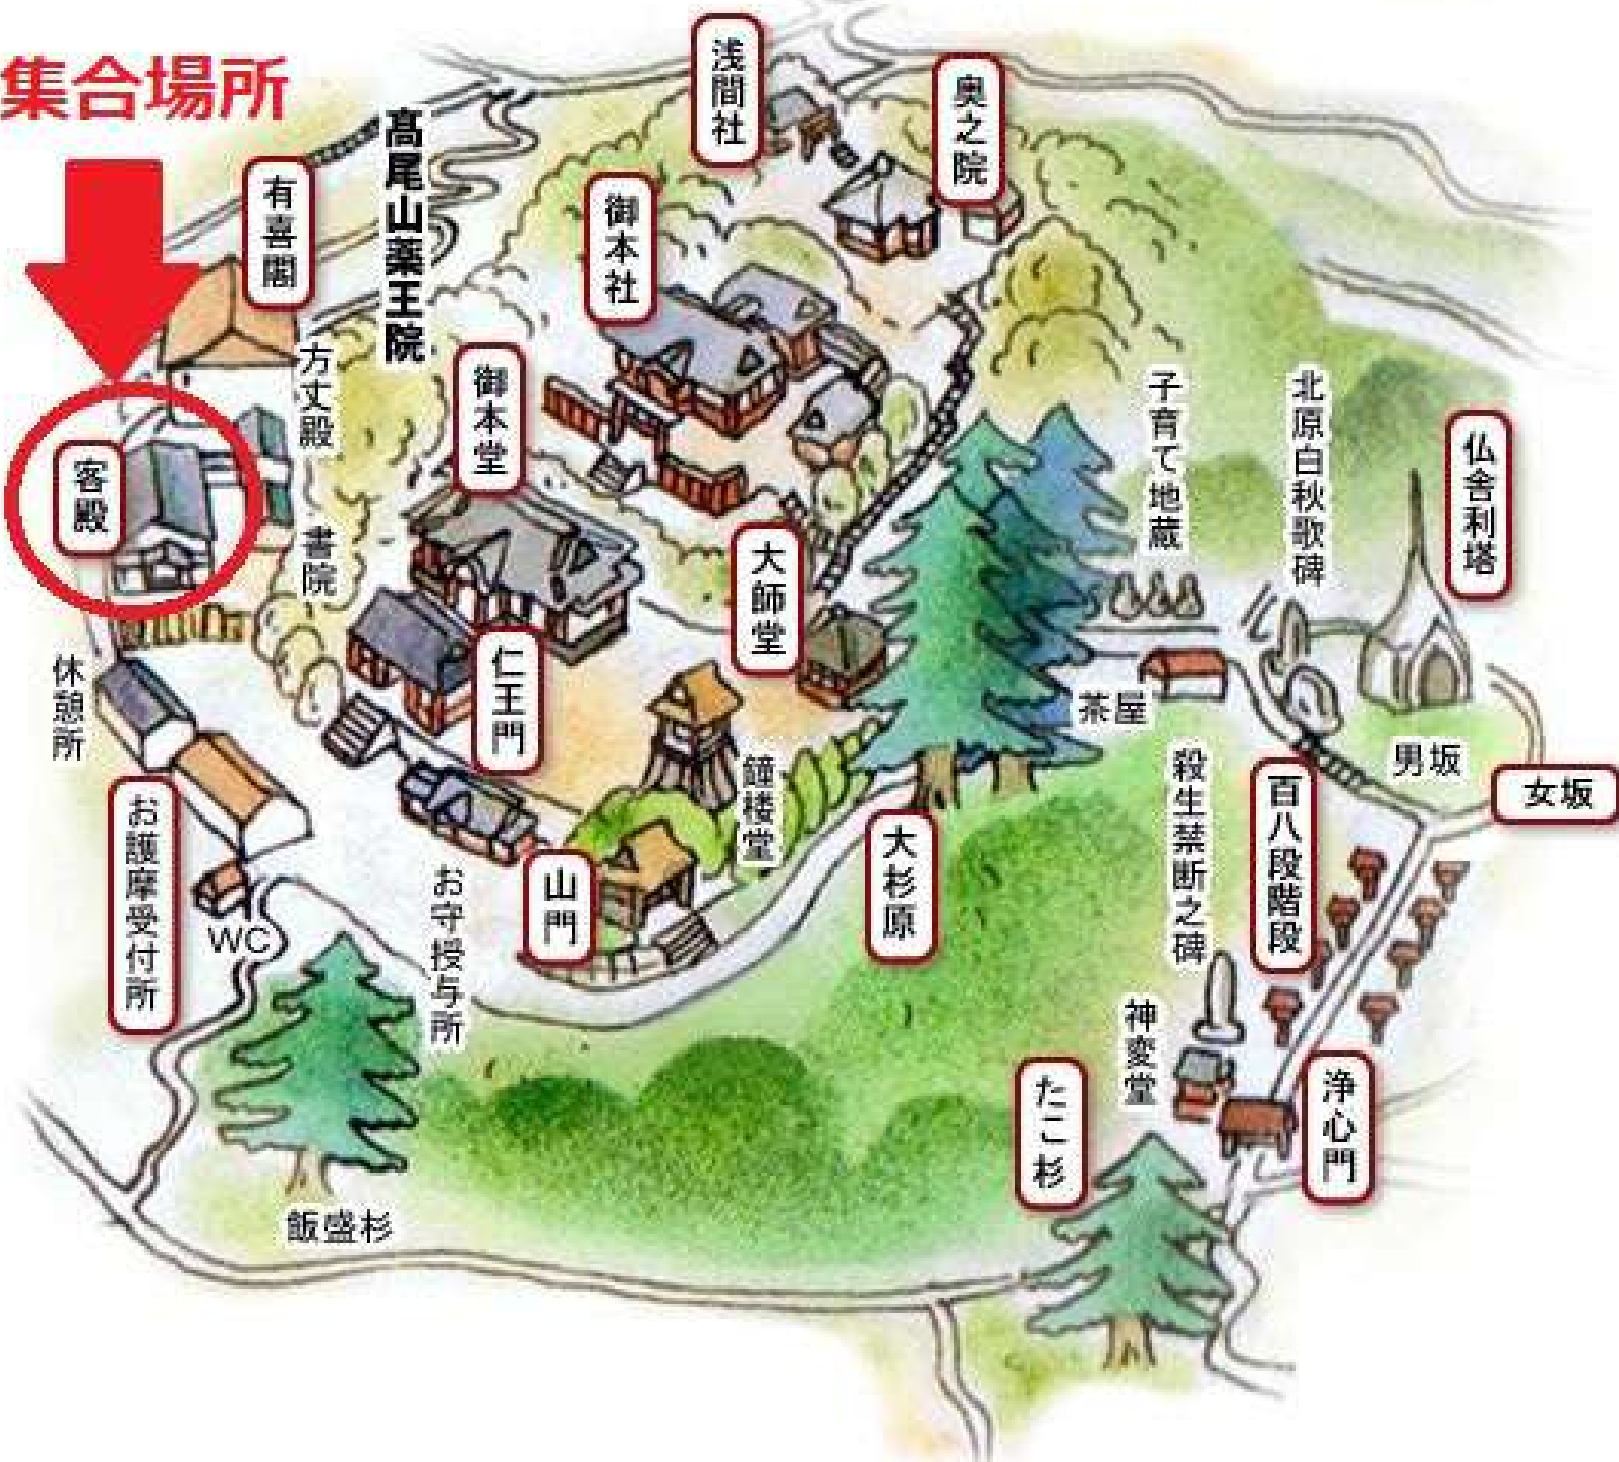 集合場所
浅間社
奥之院
高尾山薬王院
有喜閣
御本社
方丈殿
御本堂
子育て地蔵
北原白秋歌碑
仏舎利塔
客殿
書院
大師堂
仁王門
休憩所
茶屋
男坂
女坂
鐘楼堂
殺生禁断之碑
百八段階段
お護摩受付所
大杉原
山門
お守授与所
WC
神変堂
たこ杉
浄心門
飯盛杉